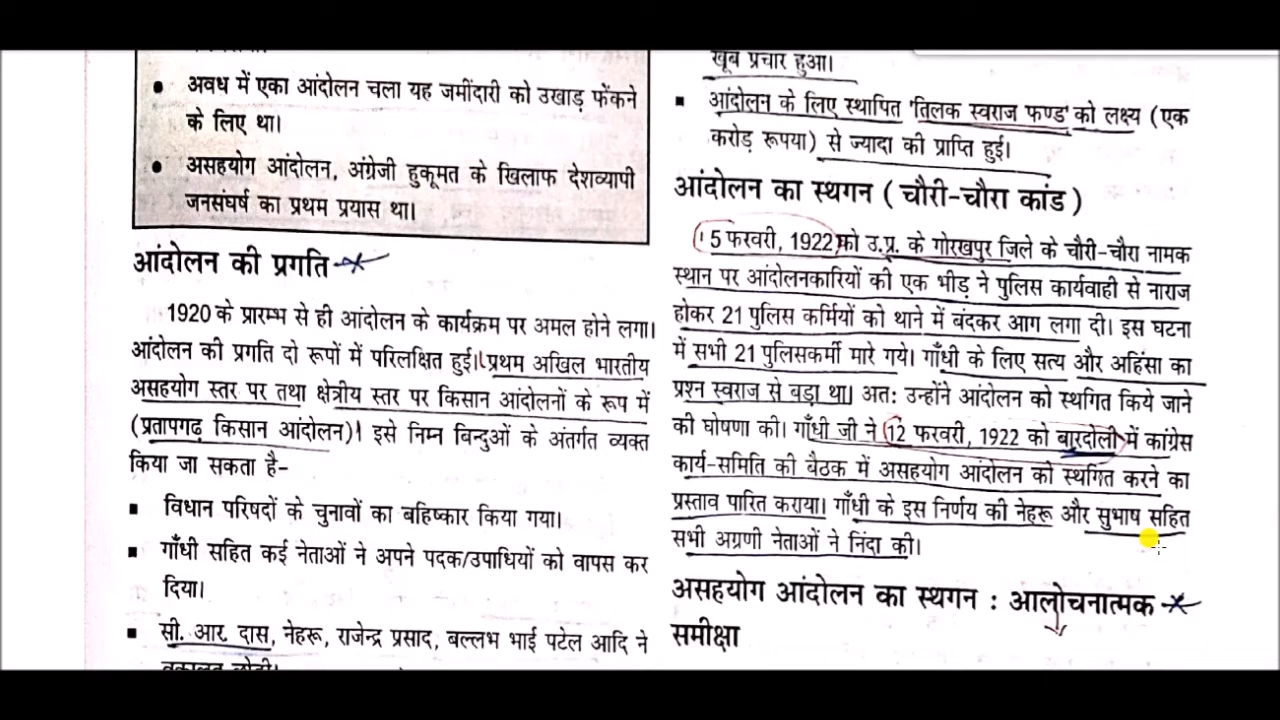 अवध में एका आंदोलन चला यह जमींदारी को उखाड़ फेंकने
के लिए था।
असहयोग आंदोलन, अंग्रेजी हुकूमत के खिलाफ देशव्यापी
जनसंघर्ष का प्रथम प्रयास था।
आंदोलन की प्रगति
1920 के प्रारम्भ से ही आंदोलन के कार्यक्रम पर अमल होने लगा।
आंदोलन की प्रगति दो रूपों में परिलक्षित हुई। प्रथम अखिल भारतीय
असहयोग स्तर पर तथा क्षेत्रीय स्तर पर किसान आंदोलनों के रूप में
(प्रतापगढ़ किसान आंदोलन)। इसे निम्न बिन्दुओं के अंतर्गत व्यक्त
किया जा सकता है-
▪ विधान परिषदों के चुनावों का बहिष्कार किया गया।
▪ गाँधी सहित कई नेताओं ने अपने पदक/उपाधियों को वापस कर
दिया।
▪ सी. आर. दास, नेहरू, राजेन्द्र प्रसाद, बल्लभ भाई पटेल आदि ने
खूब प्रचार हुआ।
▪ आंदोलन के लिए स्थापित 'तिलक स्वराज फण्ड' को लक्ष्य (एक
करोड़ रूपया) से ज्यादा की प्राप्ति हुई।
आंदोलन का स्थगन ( चौरी-चौरा कांड )
5 फरवरी, 1922 को उ.प्र. के गोरखपुर जिले के चौरी-चौरा नामक
स्थान पर आंदोलनकारियों की एक भीड़ ने पुलिस कार्यवाही से नाराज
होकर 21 पुलिस कर्मियों को थाने में बंदकर आग लगा दी। इस घटना
में सभी 21 पुलिसकर्मी मारे गये। गाँधी के लिए सत्य और अहिंसा का
प्रश्न स्वराज से बड़ा था। अत: उन्होंने आंदोलन को स्थगित किये जाने
की घोषणा की। गाँधी जी ने 12 फरवरी, 1922 को बारदोली में कांग्रेस
कार्य-समिति की बैठक में असहयोग आंदोलन को स्थगित करने का
प्रस्ताव पारित कराया। गाँधी के इस निर्णय की नेहरू और सुभाष सहित
सभी अग्रणी नेताओं ने निंदा की।
असहयोग आंदोलन का स्थगन : आलोचनात्मक
समीक्षा